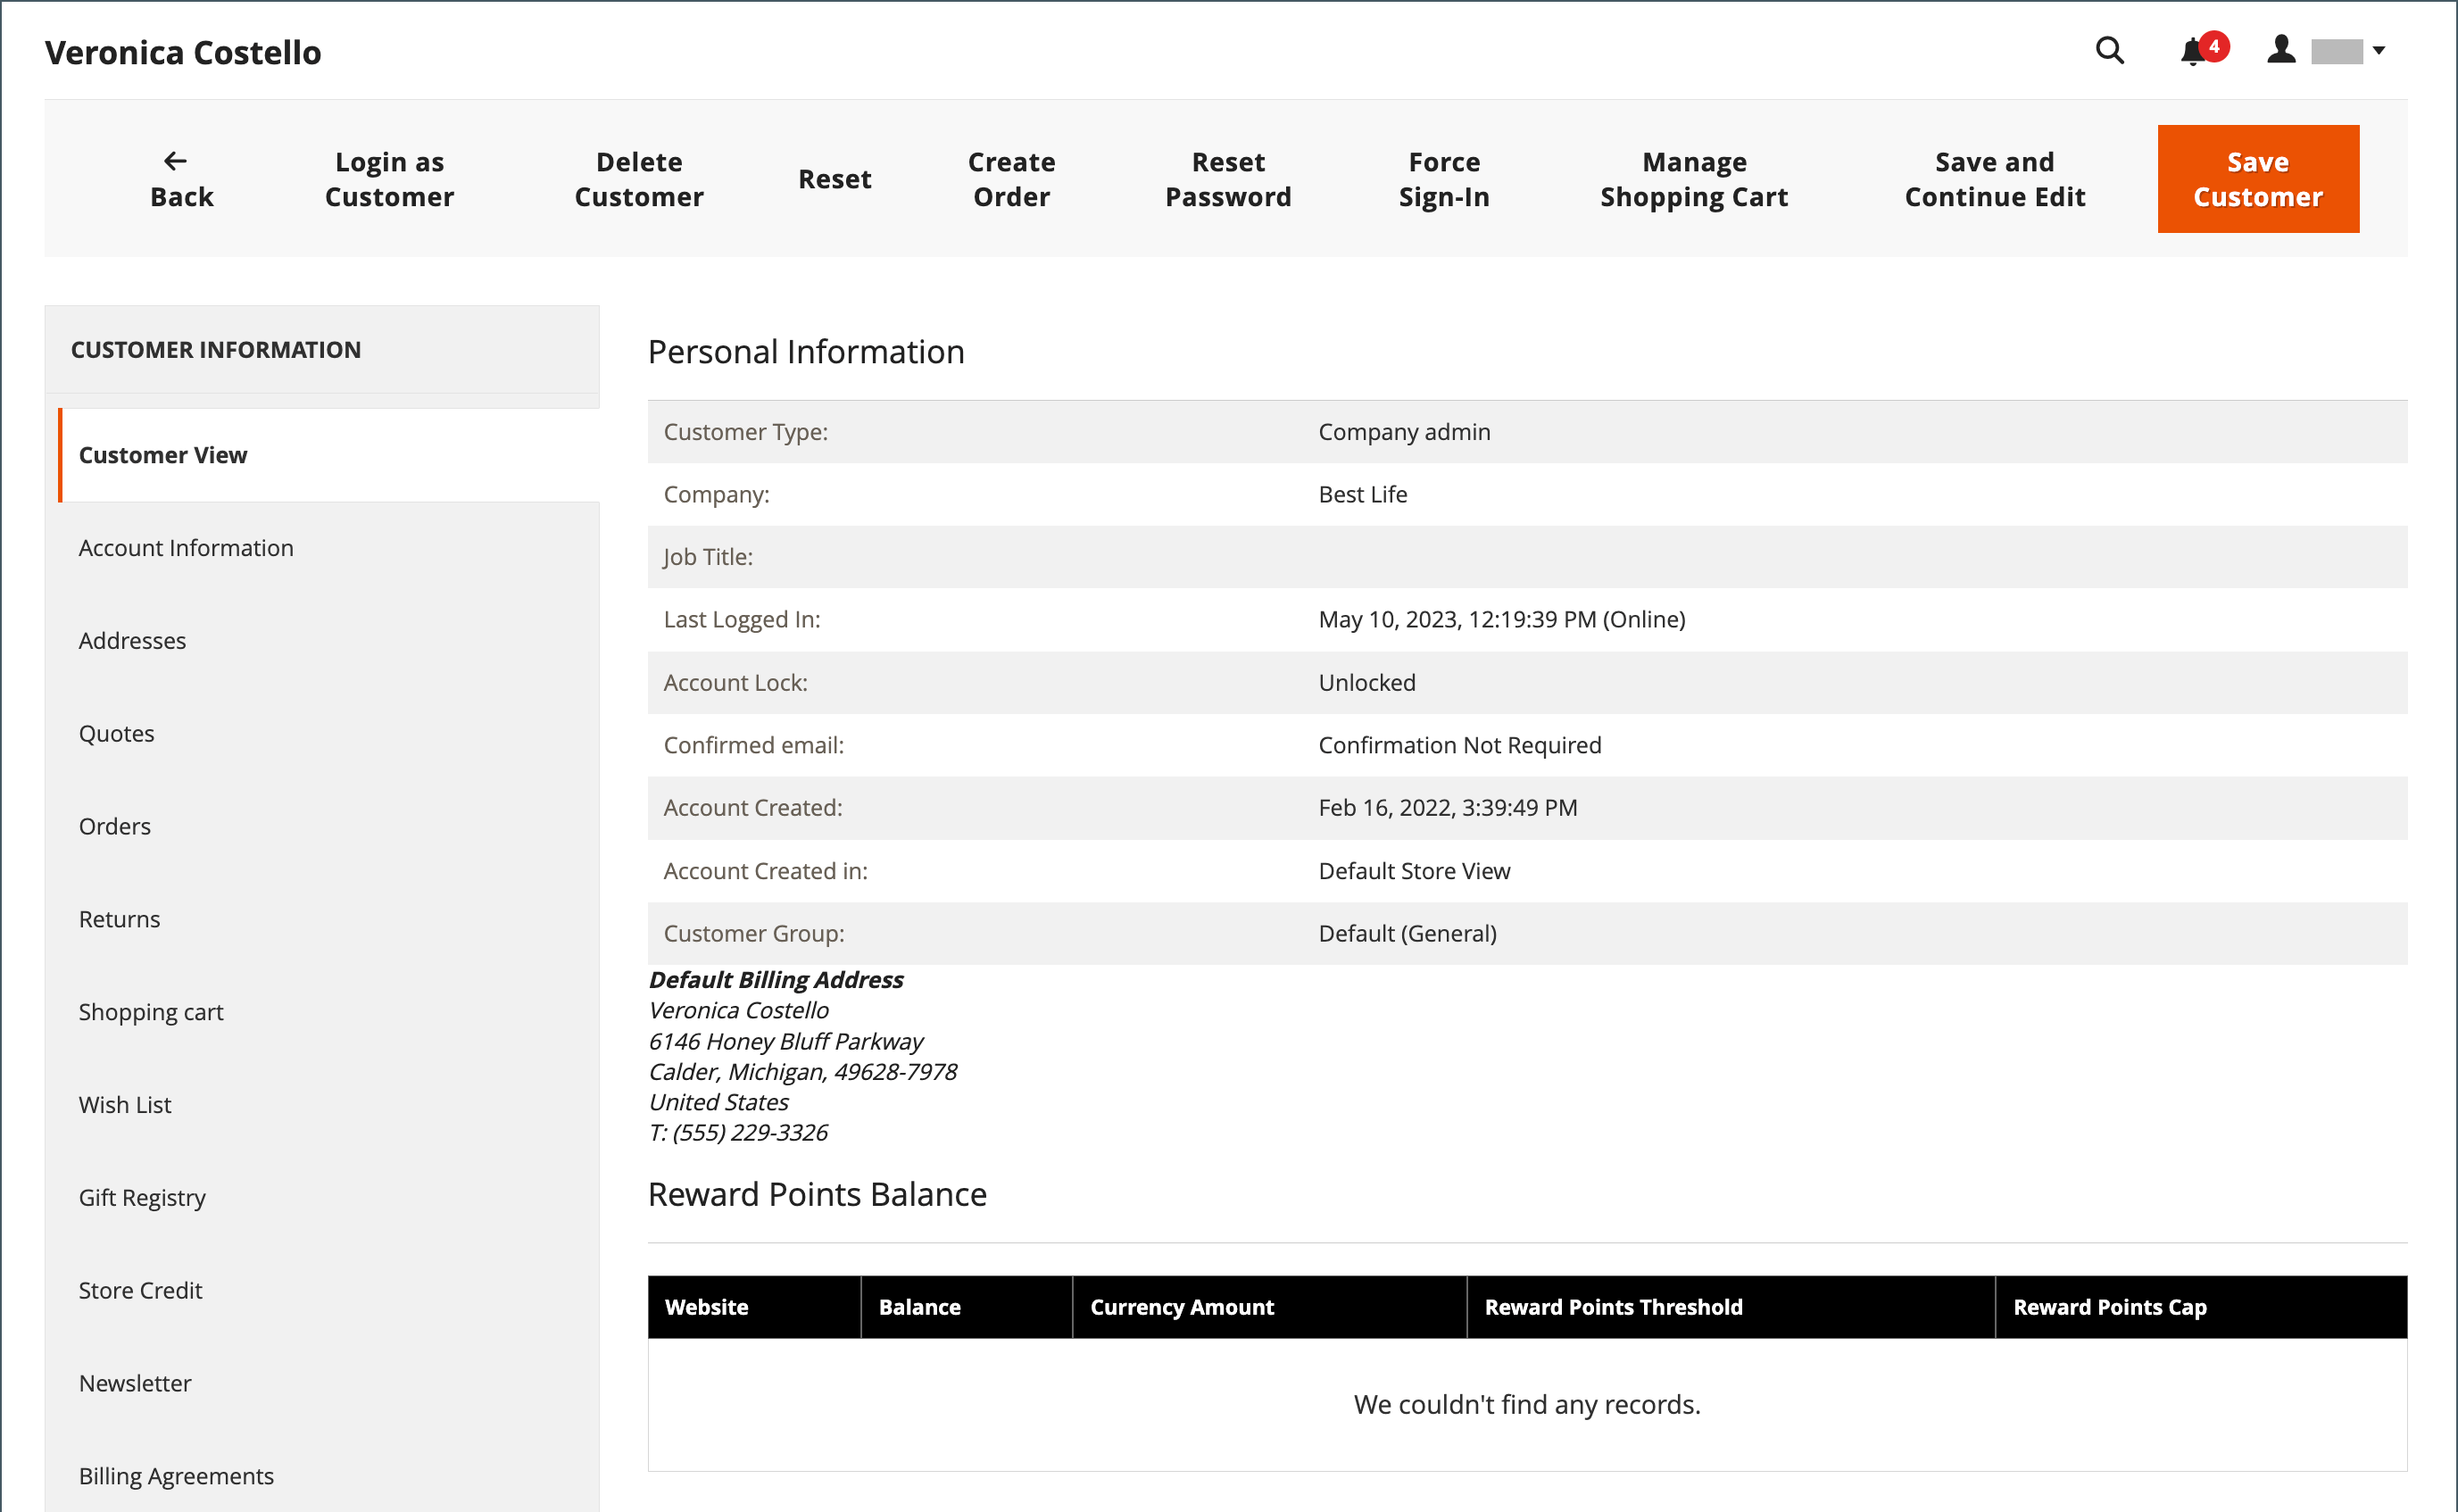 Veronica Costello
4
Back
Login as
Customer
Delete
Customer
Reset
Create
Order
Reset
Password
Force
Sign-In
Manage
Shopping Cart
Save and
Continue Edit
Save
Customer
CUSTOMER INFORMATION
Customer View
Account Information
Addresses
Quotes
Orders
Returns
Shopping cart
Wish List
Gift Registry
Store Credit
Newsletter
Billing Agreements
Personal Information
Customer Type: Company admin
Company: Best Life
Job Title:
Last Logged In: May 10, 2023, 12:19:39 PM (Online)
Account Lock: Unlocked
Confirmed email: Confirmation Not Required
Account Created: Feb 16, 2022, 3:39:49 PM
Account Created in: Default Store View
Customer Group: Default (General)
Default Billing Address
Veronica Costello
6146 Honey Bluff Parkway
Calder, Michigan, 49628-7978
United States
T: (555) 229-3326
Reward Points Balance
Website Balance Currency Amount Reward Points Threshold Reward Points Cap
We couldn't find any records.